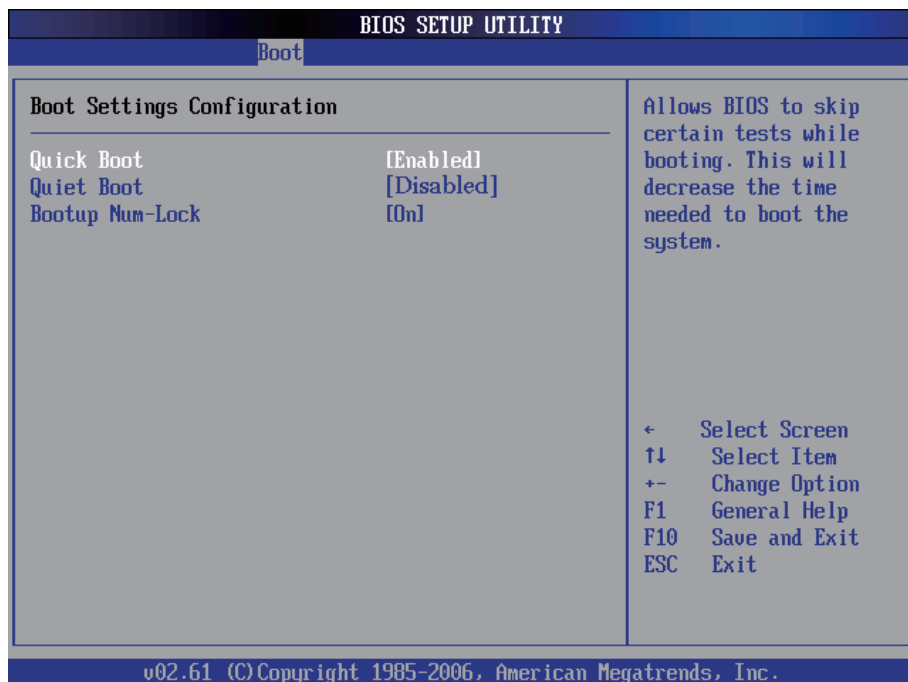 BIOS SETUP UTILITY
Boot
Boot Settings Configuration
Quick Boot [Enabled]
Quiet Boot [Disabled]
Bootup Num-Lock [On]
Allows BIOS to skip
certain tests while
booting. This will
decrease the time
needed to boot the
system.
← Select Screen
↑↓ Select Item
+- Change Option
F1 General Help
F10 Save and Exit
ESC Exit
v02.61 (C)Copyright 1985-2006, American Megatrends, Inc.